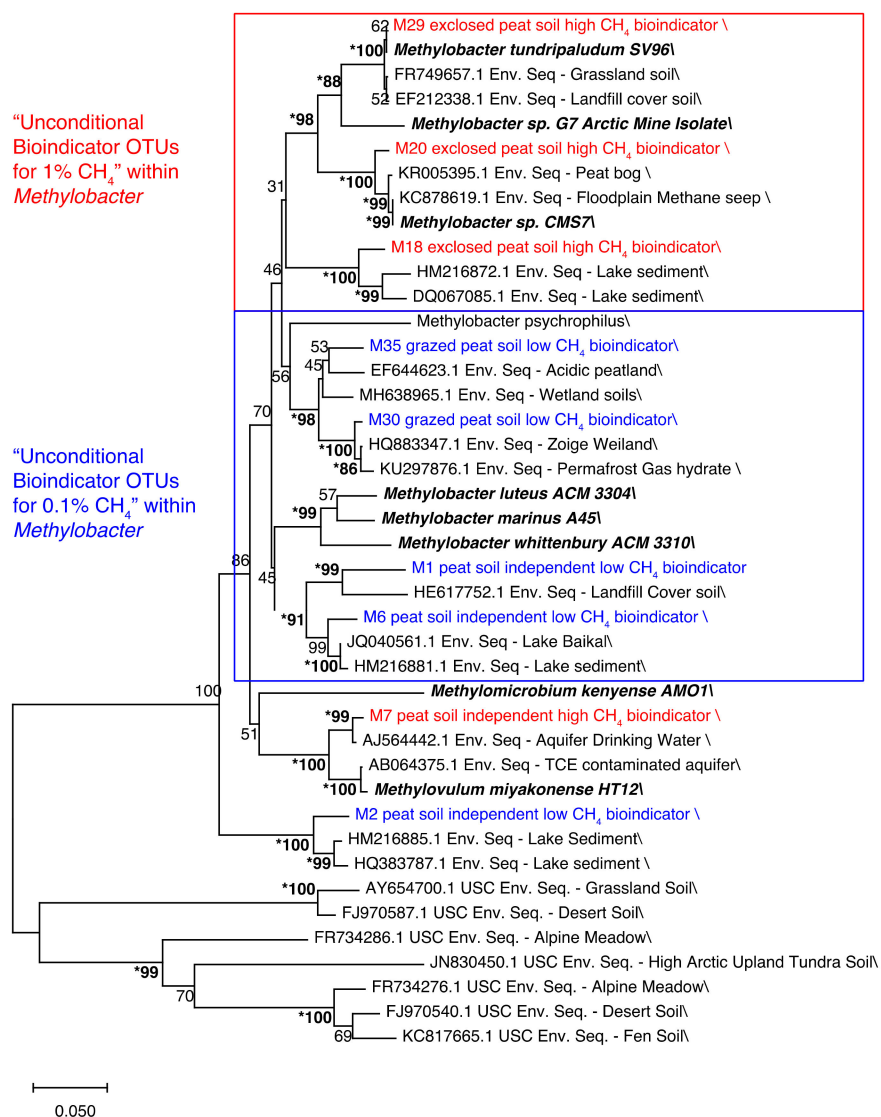 62
M29 exclosed peat soil high CH4 bioindicator \
*100
Methylobacter tundripaludum SV96\
*88
FR749657.1 Env. Seq - Grassland soil\
52
EF212338.1 Env. Seq - Landfill cover soil\
*98
Methylobacter sp. G7 Arctic Mine Isolate\
“Unconditional
Bioindicator OTUs
for 1% CH4” within
Methylobacter
M20 exclosed peat soil high CH4 bioindicator \
*100
KR005395.1 Env. Seq - Peat bog \
31
*99
KC878619.1 Env. Seq - Floodplain Methane seep \
*99
Methylobacter sp. CMS7\
M18 exclosed peat soil high CH4 bioindicator\
46
*100
HM216872.1 Env. Seq - Lake sediment\
*99
DQ067085.1 Env. Seq - Lake sediment\
Methylobacter psychrophilus\
53
M35 grazed peat soil low CH4 bioindicator\
45
56
EF644623.1 Env. Seq - Acidic peatland\
MH638965.1 Env. Seq - Wetland soils\
70
*98
M30 grazed peat soil low CH4 bioindicator\
*100
HQ883347.1 Env. Seq - Zoige Weiland\
*86
KU297876.1 Env. Seq - Permafrost Gas hydrate \
“Unconditional
Bioindicator OTUs
for 0.1% CH4” within
Methylobacter
57
Methylobacter luteus ACM 3304\
*99
Methylobacter marinus A45\
Methylobacter whittenbury ACM 3310\
86
45
*99
M1 peat soil independent low CH4 bioindicator
HE617752.1 Env. Seq - Landfill Cover soil\
*91
M6 peat soil independent low CH4 bioindicator \
99
JQ040561.1 Env. Seq - Lake Baikal\
*100
HM216881.1 Env. Seq - Lake sediment\
100
Methylomicrobium kenyense AMO1\
51
*99
M7 peat soil independent high CH4 bioindicator \
AJ564442.1 Env. Seq - Aquifer Drinking Water \
*100
AB064375.1 Env. Seq - TCE contaminated aquifer\
*100
Methylovulum miyakonense HT12\
M2 peat soil independent low CH4 bioindicator \
*100
HM216885.1 Env. Seq - Lake Sediment\
*99
HQ383787.1 Env. Seq - Lake sediment \
*100
AY654700.1 USC Env. Seq. - Grassland Soil\
FJ970587.1 USC Env. Seq. - Desert Soil\
FR734286.1 USC Env. Seq. - Alpine Meadow\
*99
JN830450.1 USC Env. Seq. - High Arctic Upland Tundra Soil\
70
FR734276.1 USC Env. Seq. - Alpine Meadow\
*100
FJ970540.1 USC Env. Seq. - Desert Soil\
69
KC817665.1 USC Env. Seq. - Fen Soil\
0.050